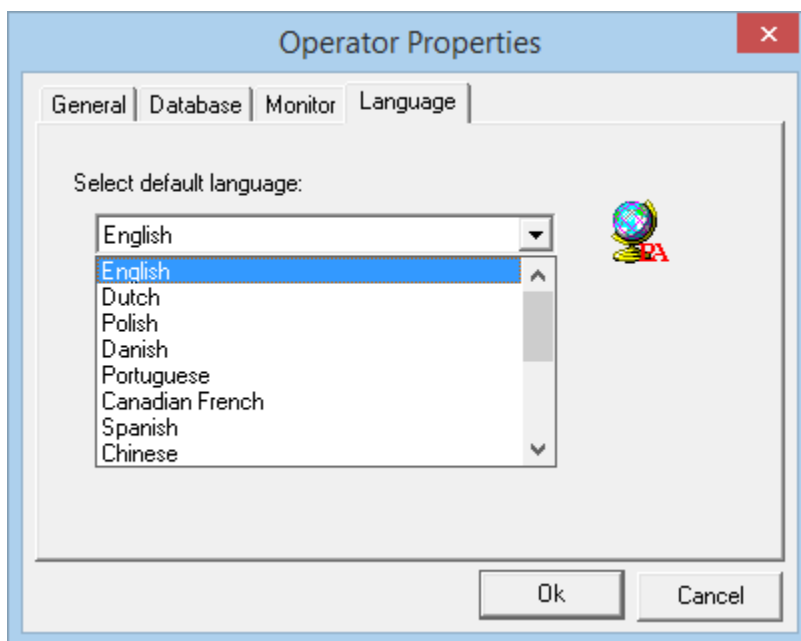 Operator Properties
General Database Monitor Language
Select default language:
English
English
Dutch
Polish
Danish
Portuguese
Canadian French
Spanish
Chinese
Ok Cancel